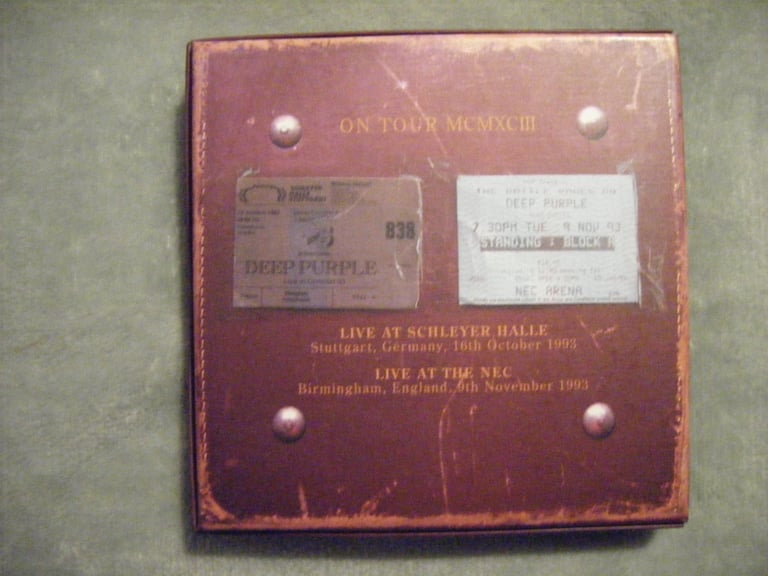 ON TOUR MCMXCIII
838
DEEP PURPLE
THE BATTLE RAGES ON
DEEP PURPLE
7 30PM TUE 9 NOV 93
STANDING : BLOCK A
NEC ARENA
LIVE AT SCHLEYER HALLE
Stuttgart, Germany, 16th October 1993
LIVE AT THE NEC
Birmingham, England, 9th November 1993